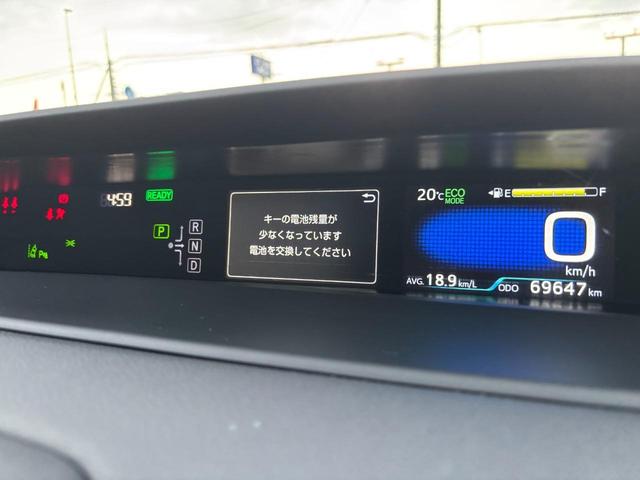 4:59
READY
P
R
N
D
キーの電池残量が
少なくなっています
電池を交換してください
20℃ ECO MODE
E F
0
km/h
AVG. 18.9 km/L
ODO 69647 km